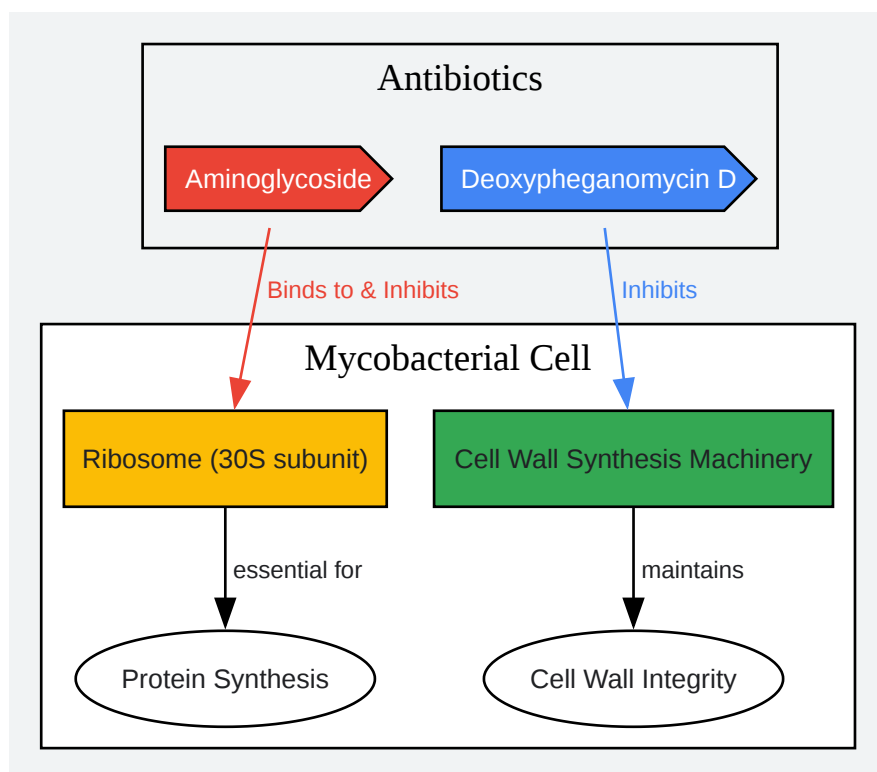 Antibiotics
Aminoglycoside
Deoxypheganomycin D
Binds to & Inhibits
Inhibits
Mycobacterial Cell
Ribosome (30S subunit)
Cell Wall Synthesis Machinery
essential for
maintains
Protein Synthesis
Cell Wall Integrity